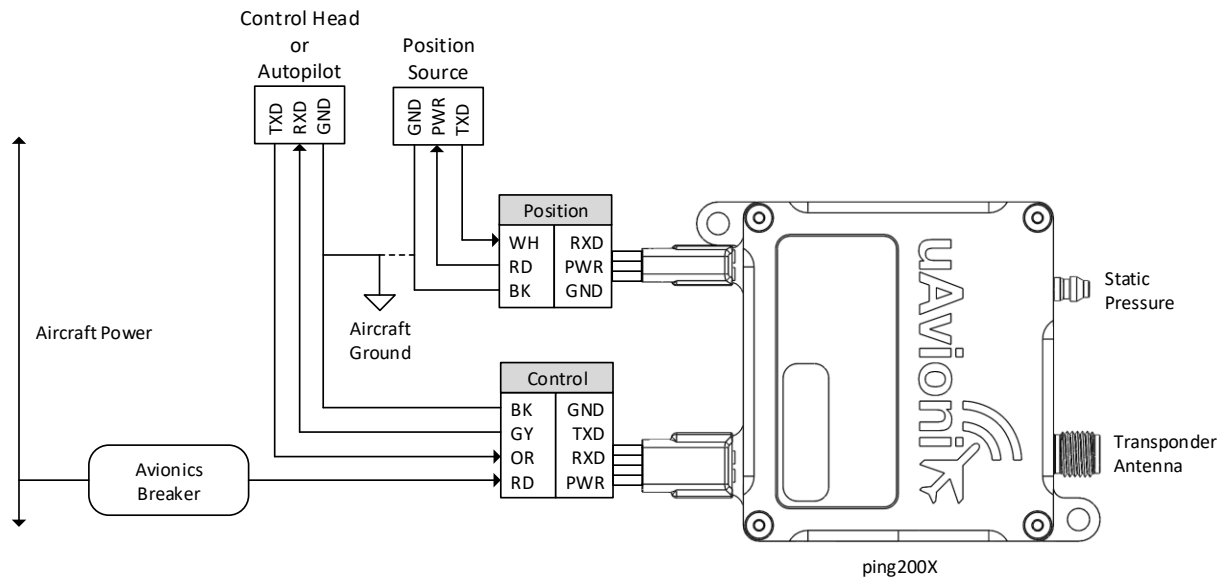 Control Head
or
Autopilot
Position
Source
TXD
RXD
GND
GND
PWR
TXD
Position
WH RXD
RD PWR
BK GND
Aircraft Power
Aircraft
Ground
Control
BK GND
GY TXD
OR RXD
RD PWR
Avionics
Breaker
uAvionix
Static
Pressure
Transponder
Antenna
ping200X